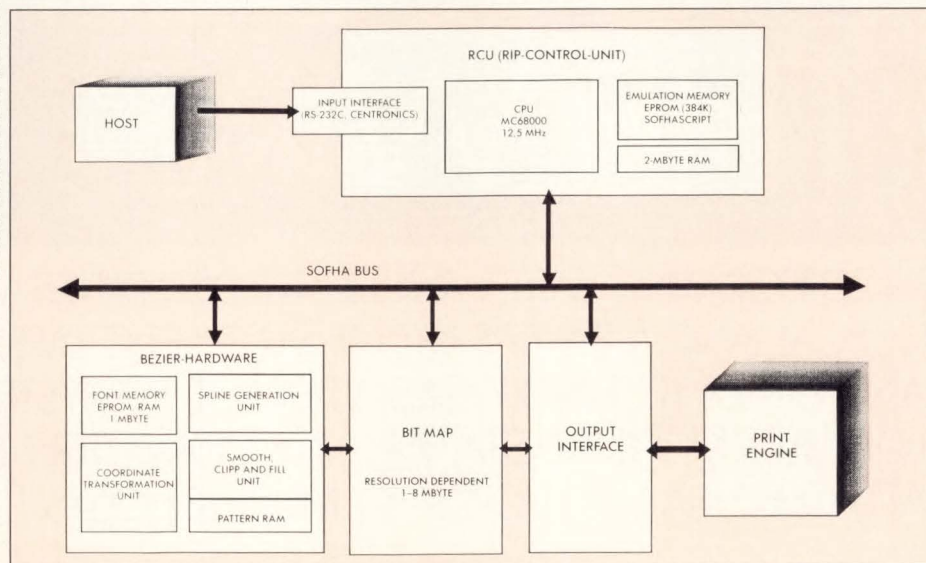 RCU (RIP-CONTROL-UNIT)
HOST
INPUT INTERFACE
(RS-232C, CENTRONICS)
CPU
MC68000
12,5 MHz
EMULATION MEMORY
EPROM (384K)
SOFHASCRIPT
2-MBYTE RAM
SOFHA BUS
BEZIER-HARDWARE
FONT MEMORY
EPROM. RAM
1 MBYTE
SPLINE GENERATION
UNIT
COORDINATE
TRANSFORMATION
UNIT
SMOOTH,
CLIPP AND FILL
UNIT
PATTERN RAM
BIT MAP
RESOLUTION DEPENDENT
1–8 MBYTE
OUTPUT
INTERFACE
PRINT
ENGINE